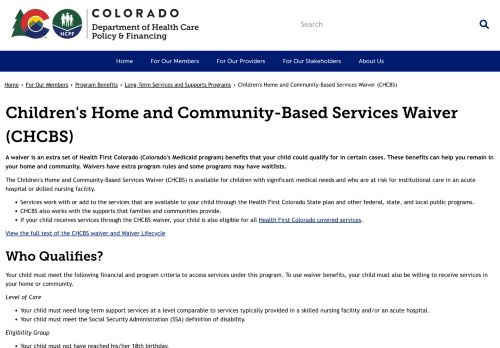 COLORADO
CO
HCPF
Department of Health Care
Policy & Financing
Search
Home
For Our Members
For Our Providers
For Our Stakeholders
About Us
Home › For Our Members › Program Benefits › Long-Term Services and Supports Programs › Children's Home and Community-Based Services Waiver (CHCBS)
Children's Home and Community-Based Services Waiver
(CHCBS)
A waiver is an extra set of Health First Colorado (Colorado's Medicaid program) benefits that your child could qualify for in certain cases. These benefits can help you remain in
your home and community. Waivers have extra program rules and some programs may have waitlists.
The Children's Home and Community-Based Services Waiver (CHCBS) is available for children with significant medical needs and who are at risk for institutional care in an acute
hospital or skilled nursing facility.
• Services work with or add to the services that are available to your child through the Health First Colorado State plan and other federal, state, and local public programs.
• CHCBS also works with the supports that families and communities provide.
• If your child receives services through the CHCBS waiver, your child is also eligible for all Health First Colorado covered services.
View the full text of the CHCBS waiver and Waiver Lifecycle
Who Qualifies?
Your child must meet the following financial and program criteria to access services under this program. To use waiver benefits, your child must also be willing to receive services in
your home or community.
Level of Care
• Your child must need long-term support services at a level comparable to services typically provided in a skilled nursing facility and/or an acute hospital.
• Your child must meet the Social Security Administration (SSA) definition of disability.
Eligibility Group
• Your child must not have reached his/her 18th birthday.